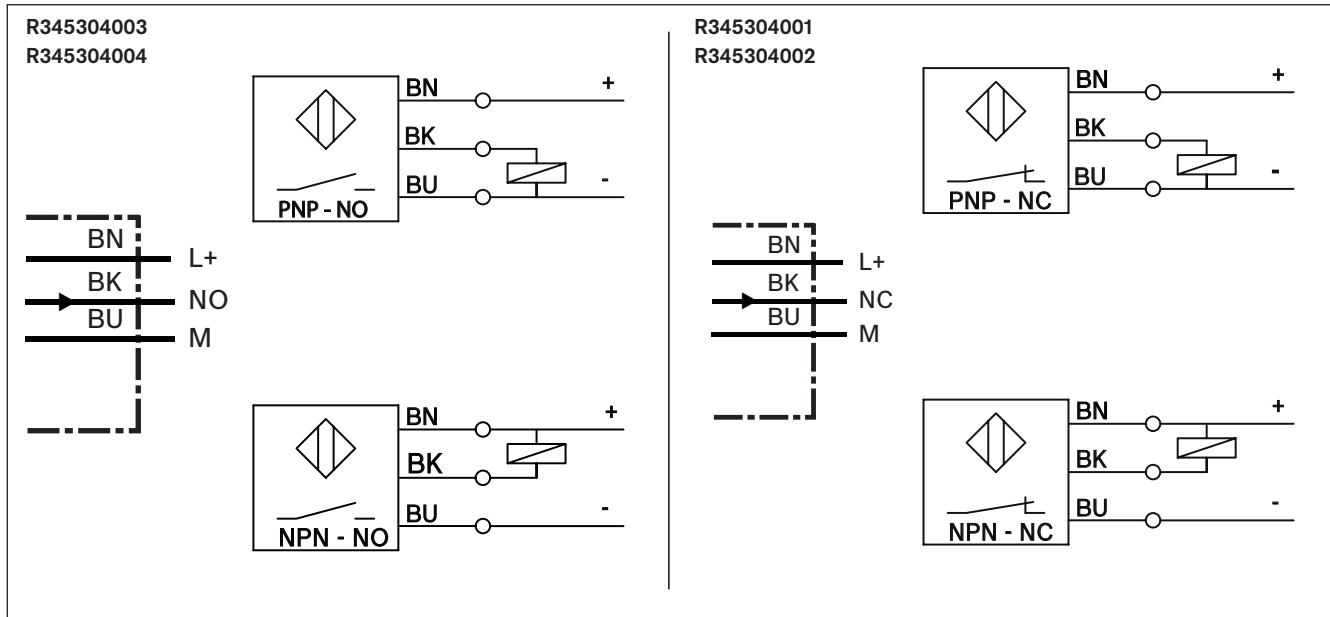 R345304003
R345304004
BN +
BK
BU -
PNP - NO
BN L+
BK NO
BU M
BN +
BK
BU -
NPN - NO
R345304001
R345304002
BN +
BK
BU -
PNP - NC
BN L+
BK NC
BU M
BN +
BK
BU -
NPN - NC